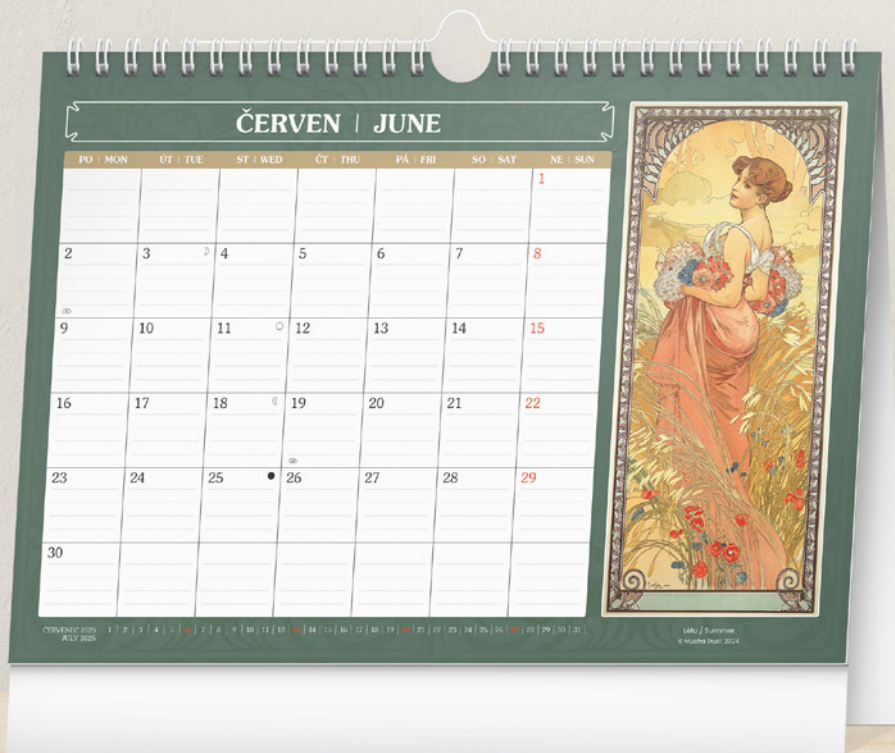 ČERVEN | JUNE
PO | MON ÚT | TUE ST | WED ČT | THU PÁ | FRI SO | SAT NE | SUN
1
2 3 4 5 6 7 8
9 10 11 12 13 14 15
16 17 18 19 20 21 22
23 24 25 26 27 28 29
30
ČERVENEC 2025
JULY 2025
1 | 2 | 3 | 4 | 5 | 6 | 7 | 8 | 9 | 10 | 11 | 12 | 13 | 14 | 15 | 16 | 17 | 18 | 19 | 20 | 21 | 22 | 23 | 24 | 25 | 26 | 27 | 28 | 29 | 30 | 31
Léto / Summer
© Mucha Trust 2024